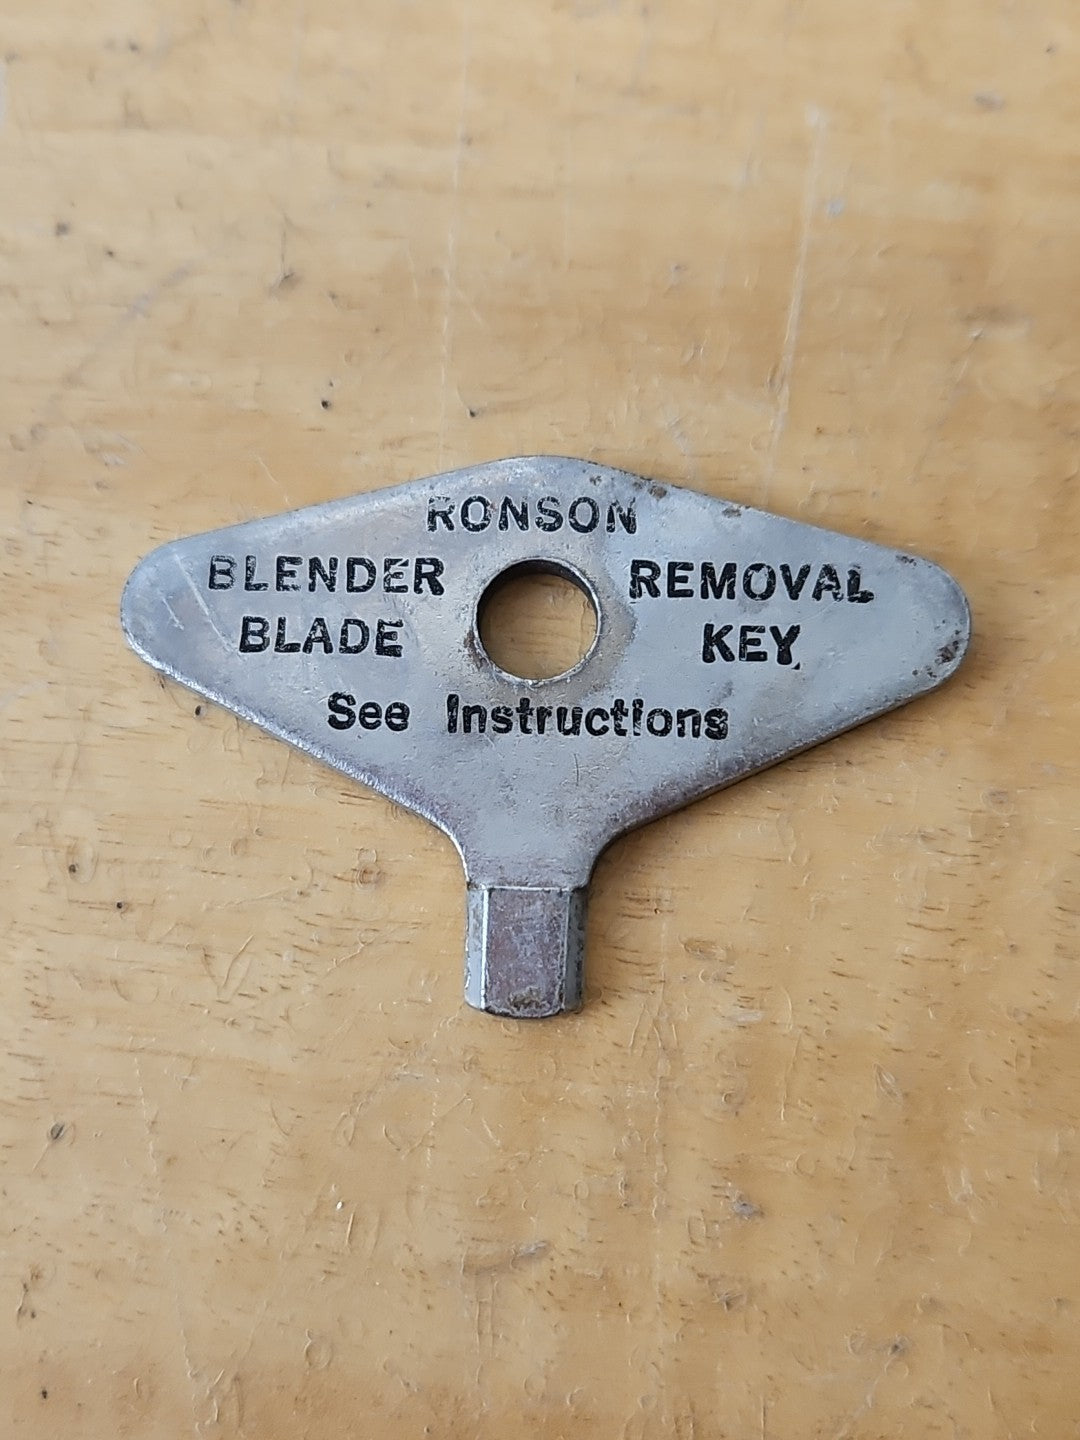 RONSON
BLENDER REMOVAL
BLADE KEY
See Instructions